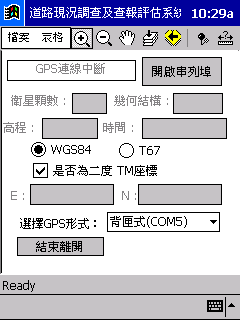 道路現況調查及查報評估系統 10:29a
檔案 表格
GPS連線中斷 開啟串列埠
衛星顆數： 幾何結構：
高程： 時間：
WGS84 T67
是否為二度 TM座標
E： N：
選擇GPS形式： 背匣式(COM5)
結束離開
Ready